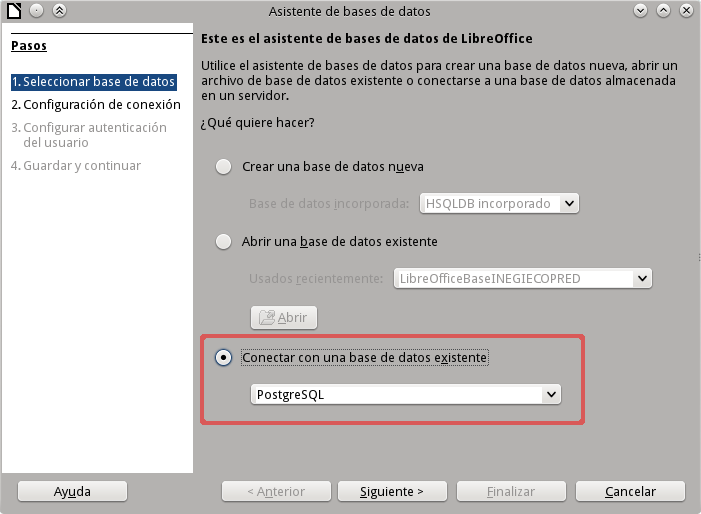 Asistente de bases de datos
Pasos
1. Seleccionar base de datos
2. Configuración de conexión
3. Configurar autenticación
del usuario
4. Guardar y continuar
Este es el asistente de bases de datos de LibreOffice
Utilice el asistente de bases de datos para crear una base de datos nueva, abrir un
archivo de base de datos existente o conectarse a una base de datos almacenada
en un servidor.
¿Qué quiere hacer?
Crear una base de datos nueva
Base de datos incorporada: HSQLDB incorporado
Abrir una base de datos existente
Usados recientemente: LibreOfficeBaseINEGIECOPRED
Abrir
Conectar con una base de datos existente
PostgreSQL
Ayuda < Anterior Siguiente > Finalizar Cancelar